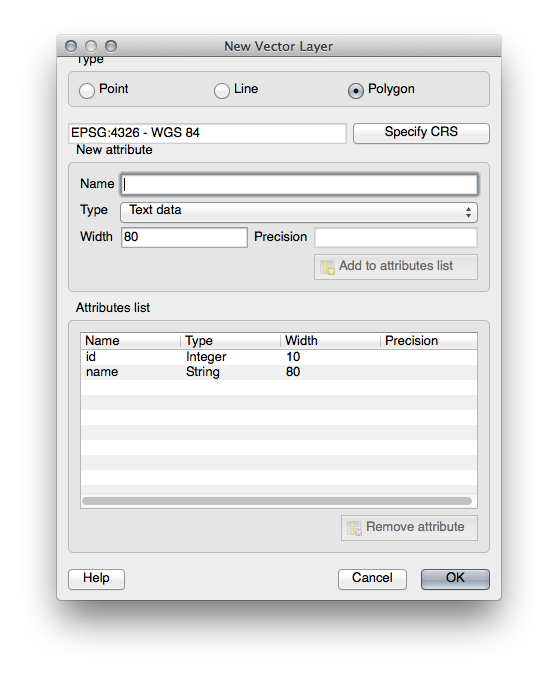 New Vector Layer
Type
Point Line Polygon
EPSG:4326 - WGS 84 Specify CRS
New attribute
Name
Type Text data
Width 80 Precision
Add to attributes list
Attributes list
Name Type Width Precision
id Integer 10
name String 80
Remove attribute
Help Cancel OK